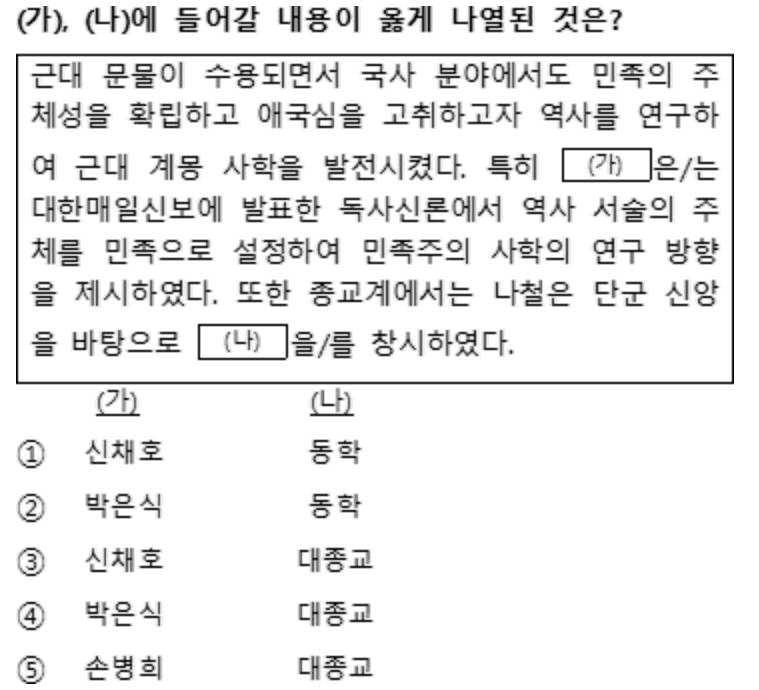 (가), (나)에 들어갈 내용이 옳게 나열된 것은?
근대 문물이 수용되면서 국사 분야에서도 민족의 주
체성을 확립하고 애국심을 고취하고자 역사를 연구하
여 근대 계몽 사학을 발전시켰다. 특히 (가) 은/는
대한매일신보에 발표한 독사신론에서 역사 서술의 주
체를 민족으로 설정하여 민족주의 사학의 연구 방향
을 제시하였다. 또한 종교계에서는 나철은 단군 신앙
을 바탕으로 (나) 을/를 창시하였다.
(가) (나)
① 신채호 동학
② 박은식 동학
③ 신채호 대종교
④ 박은식 대종교
⑤ 손병희 대종교